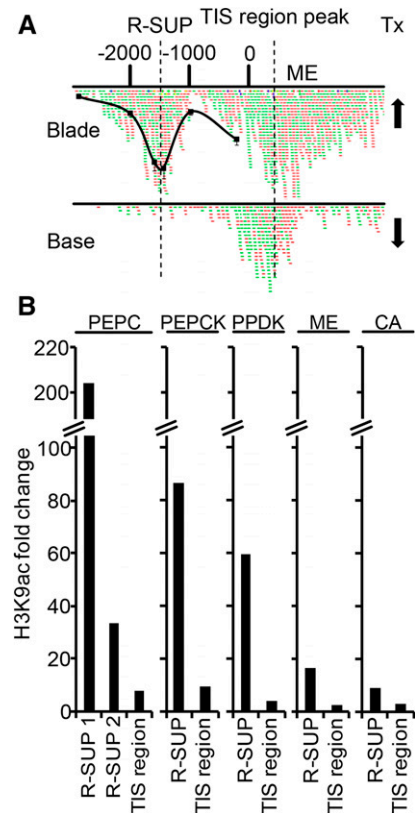 A
R-SUP TIS region peak Tx
-2000 -1000 0
ME
Blade
Base
B
PEPC PEPCK PPDK ME CA
H3K9ac fold change
220
200
100
80
60
40
20
0
R-SUP 1
R-SUP 2
TIS region
R-SUP
TIS region
R-SUP
TIS region
R-SUP
TIS region
R-SUP
TIS region